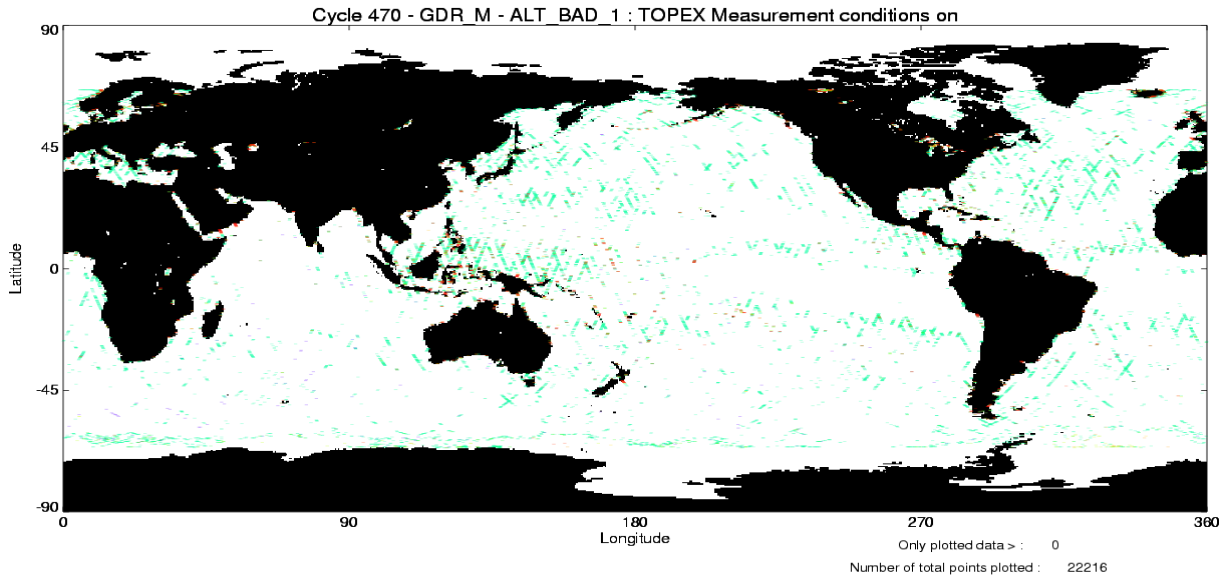 Cycle 470 - GDR_M - ALT_BAD_1 : TOPEX Measurement conditions on
90
45
0
-45
-90
Latitude
0 90 180 270 360
Longitude
Only plotted data > : 0
Number of total points plotted : 22216